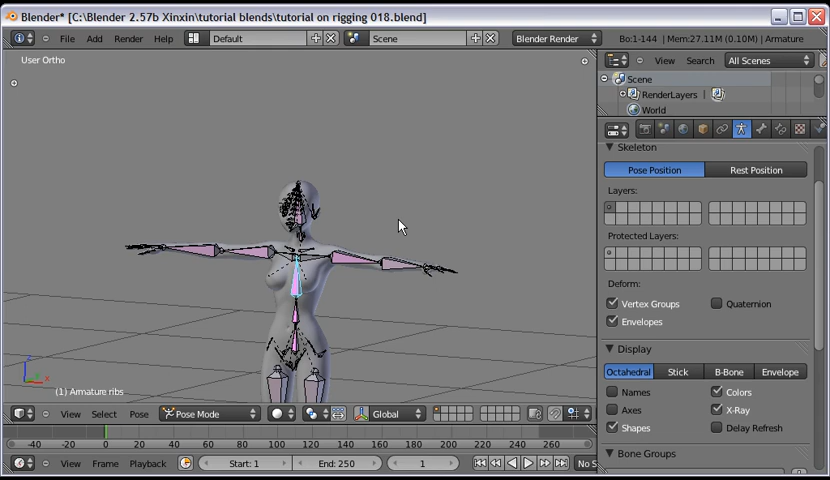 Blender* [C:\Blender 2.57b Xinxin\tutorial blends\tutorial on rigging 018.blend]
File Add Render Help Default Scene Blender Render Bo:1-144 | Mem:27.11M (0.10M) | Armature
User Ortho
View Search All Scenes
Scene
RenderLayers |
World
Skeleton
Pose Position Rest Position
Layers:
Protected Layers:
Deform:
Vertex Groups Quaternion
Envelopes
Display
Octahedral Stick B-Bone Envelope
Names Colors
Axes X-Ray
Shapes Delay Refresh
Bone Groups
(1) Armature ribs
View Select Pose Pose Mode Global
-40 -20 0 20 40 60 80 100 120 140 160 180 200 220 240 260
View Frame Playback Start: 1 End: 250 1 No S